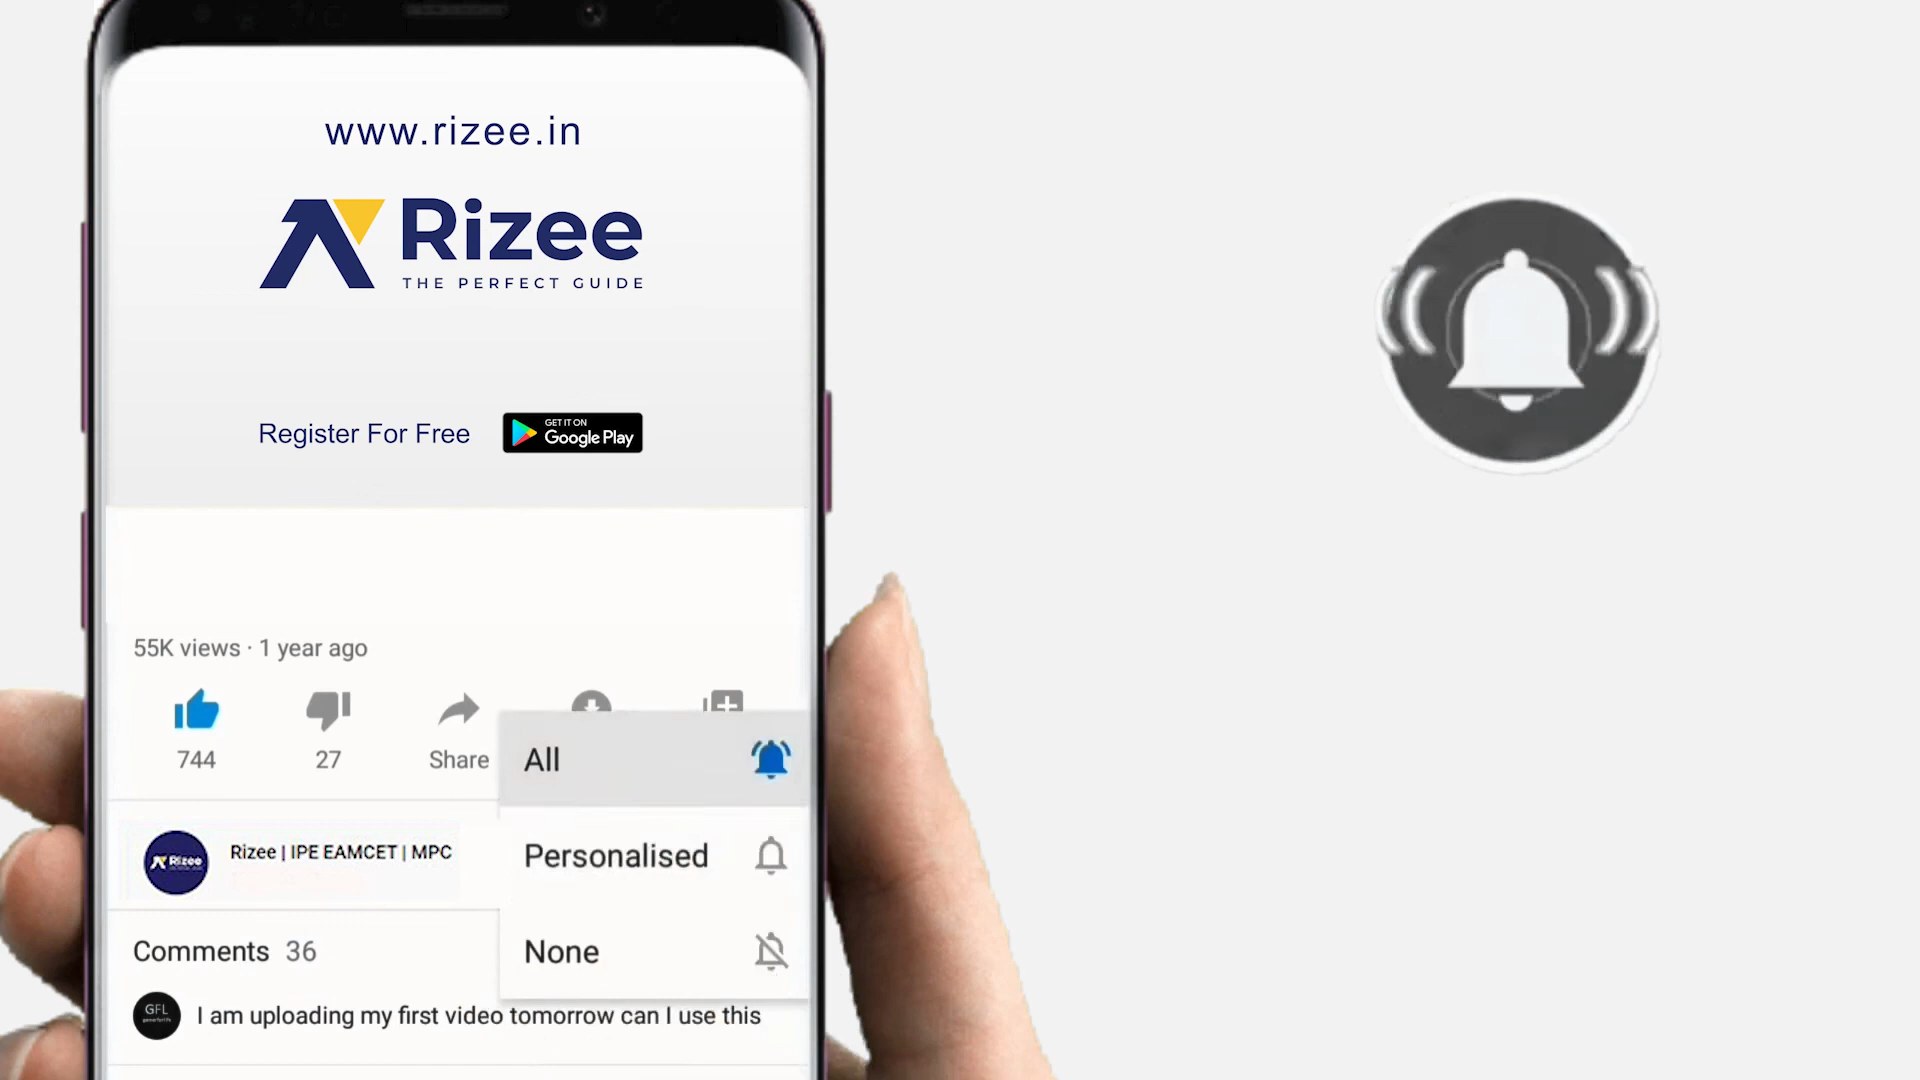 www.rizee.in
Rizee
THE PERFECT GUIDE
Register For Free
GET IT ON
Google Play
55K views · 1 year ago
744
27
Share
All
Rizee | IPE EAMCET | MPC
Personalised
Comments 36
None
GFL
I am uploading my first video tomorrow can I use this
Rizee